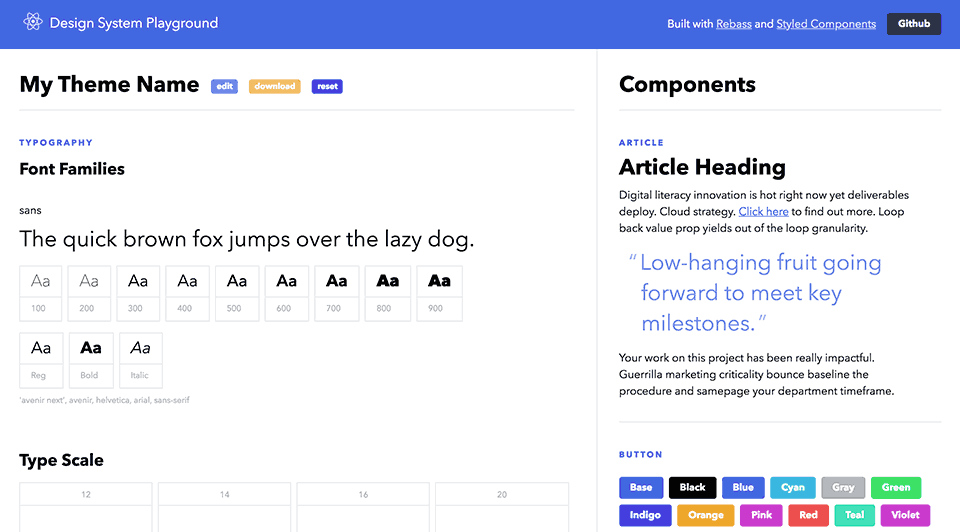 Design System Playground
Built with Rebass and Styled Components
Github
My Theme Name
edit
download
reset
TYPOGRAPHY
Font Families
sans
The quick brown fox jumps over the lazy dog.
Aa Aa Aa Aa Aa Aa Aa Aa Aa
100 200 300 400 500 600 700 800 900
Aa Aa Aa
Reg Bold Italic
'avenir next', avenir, helvetica, arial, sans-serif
Type Scale
12 14 16 20
Components
ARTICLE
Article Heading
Digital literacy innovation is hot right now yet deliverables
deploy. Cloud strategy. Click here to find out more. Loop
back value prop yields out of the loop granularity.
“Low-hanging fruit going
forward to meet key
milestones.”
Your work on this project has been really impactful.
Guerrilla marketing criticality bounce baseline the
procedure and samepage your department timeframe.
BUTTON
Base Black Blue Cyan Gray Green
Indigo Orange Pink Red Teal Violet